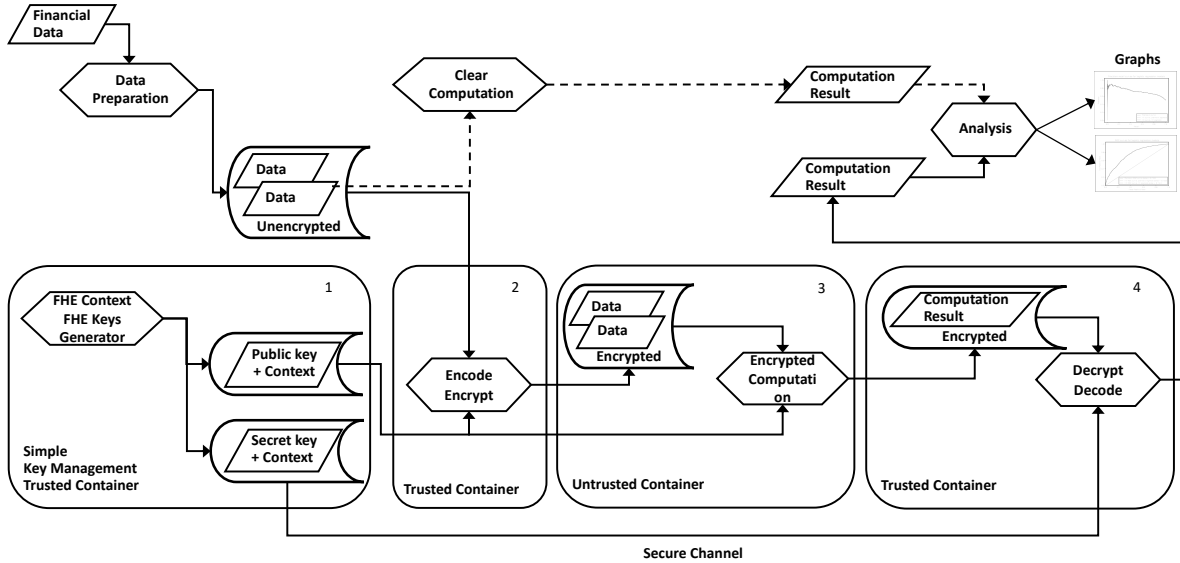 Financial
Data
Data
Preparation
Clear
Computation
Computation
Result
Graphs
Analysis
Data
Data
Unencrypted
Computation
Result
1
FHE Context
FHE Keys
Generator
Public key
+ Context
Secret key
+ Context
Simple
Key Management
Trusted Container
2
Encode
Encrypt
Trusted Container
3
Data
Data
Encrypted
Encrypted
Computati
on
Untrusted Container
4
Computation
Result
Encrypted
Decrypt
Decode
Trusted Container
Secure Channel